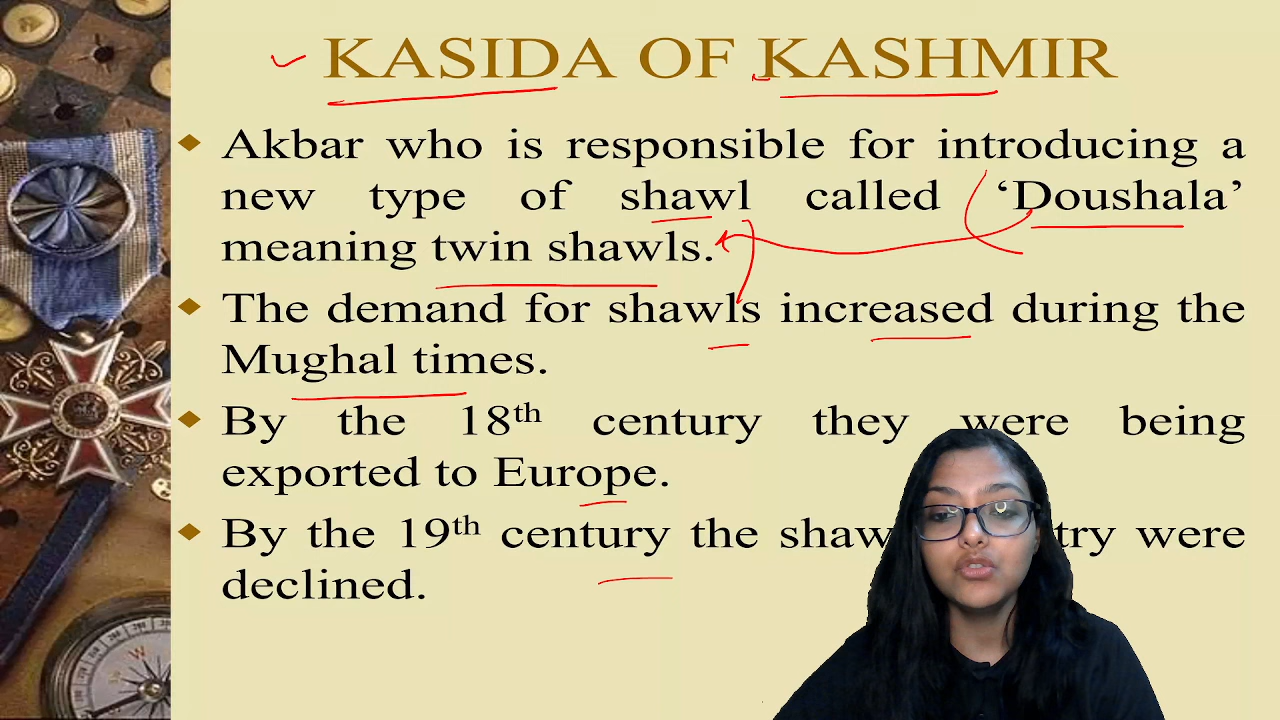 KASIDA OF KASHMIR
Akbar who is responsible for introducing a
new type of shawl called ‘Doushala’
meaning twin shawls.
The demand for shawls increased during the
Mughal times.
By the 18th century they were being
exported to Europe.
By the 19th century the were
declined.